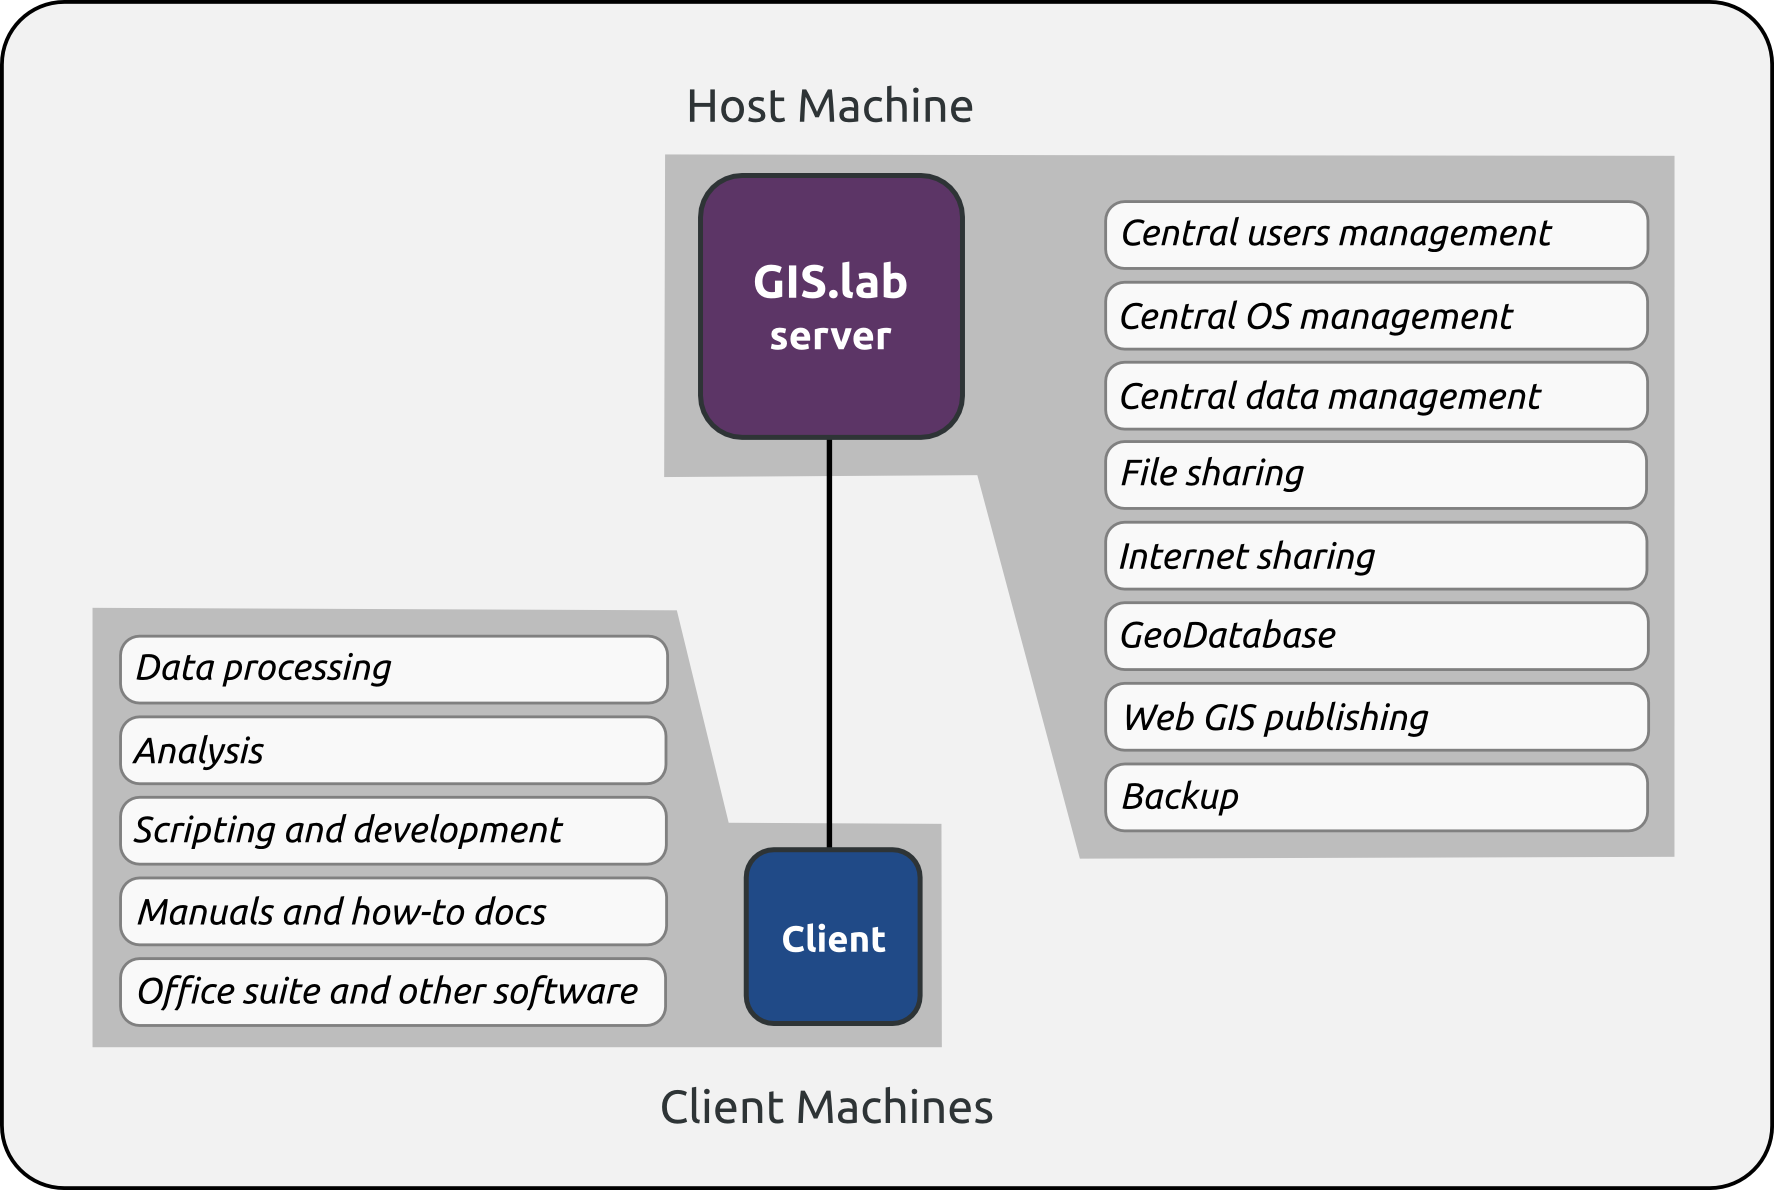 Host Machine
GIS.lab
server
Central users management
Central OS management
Central data management
File sharing
Internet sharing
GeoDatabase
Web GIS publishing
Backup
Data processing
Analysis
Scripting and development
Manuals and how-to docs
Office suite and other software
Client
Client Machines